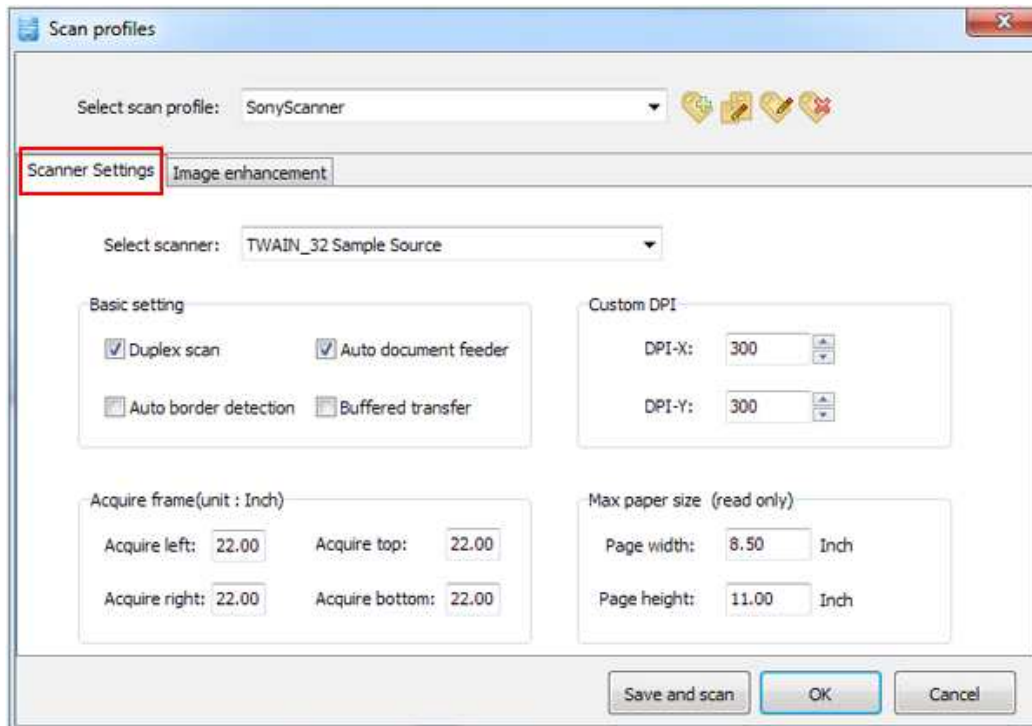 Scan profiles
Select scan profile: SonyScanner
Scanner Settings Image enhancement
Select scanner: TWAIN_32 Sample Source
Basic setting
Duplex scan Auto document feeder
Auto border detection Buffered transfer
Custom DPI
DPI-X: 300
DPI-Y: 300
Acquire frame(unit : Inch)
Acquire left: 22.00 Acquire top: 22.00
Acquire right: 22.00 Acquire bottom: 22.00
Max paper size (read only)
Page width: 8.50 Inch
Page height: 11.00 Inch
Save and scan OK Cancel